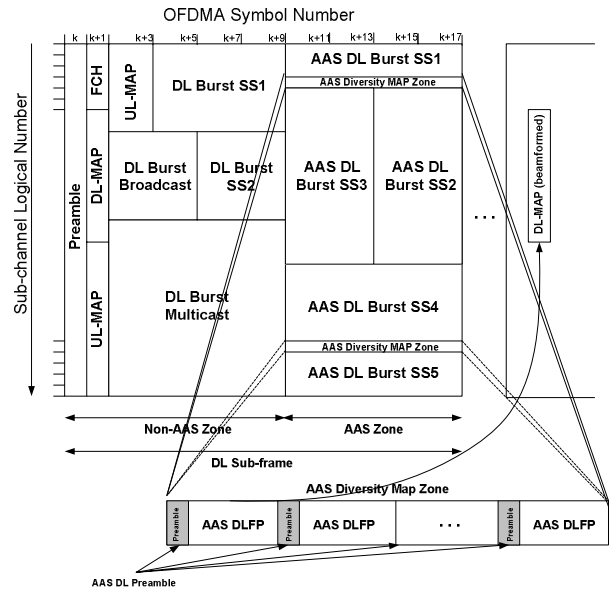 OFDMA Symbol Number
k k+1 k+3 k+5 k+7 k+9 k+11 k+13 k+15 k+17
Sub-channel Logical Number
Preamble
FCH
DL-MAP
UL-MAP
UL-MAP
DL Burst SS1
DL Burst
Broadcast
DL Burst
SS2
DL Burst
Multicast
AAS DL Burst SS1
AAS Diversity MAP Zone
AAS DL
Burst SS3
AAS DL
Burst SS2
AAS DL Burst SS4
AAS Diversity MAP Zone
AAS DL Burst SS5
. . .
DL-MAP (beamformed)
Non-AAS Zone
AAS Zone
DL Sub-frame
AAS Diversity Map Zone
Preamble
AAS DLFP
Preamble
AAS DLFP
. . .
Preamble
AAS DLFP
AAS DL Preamble